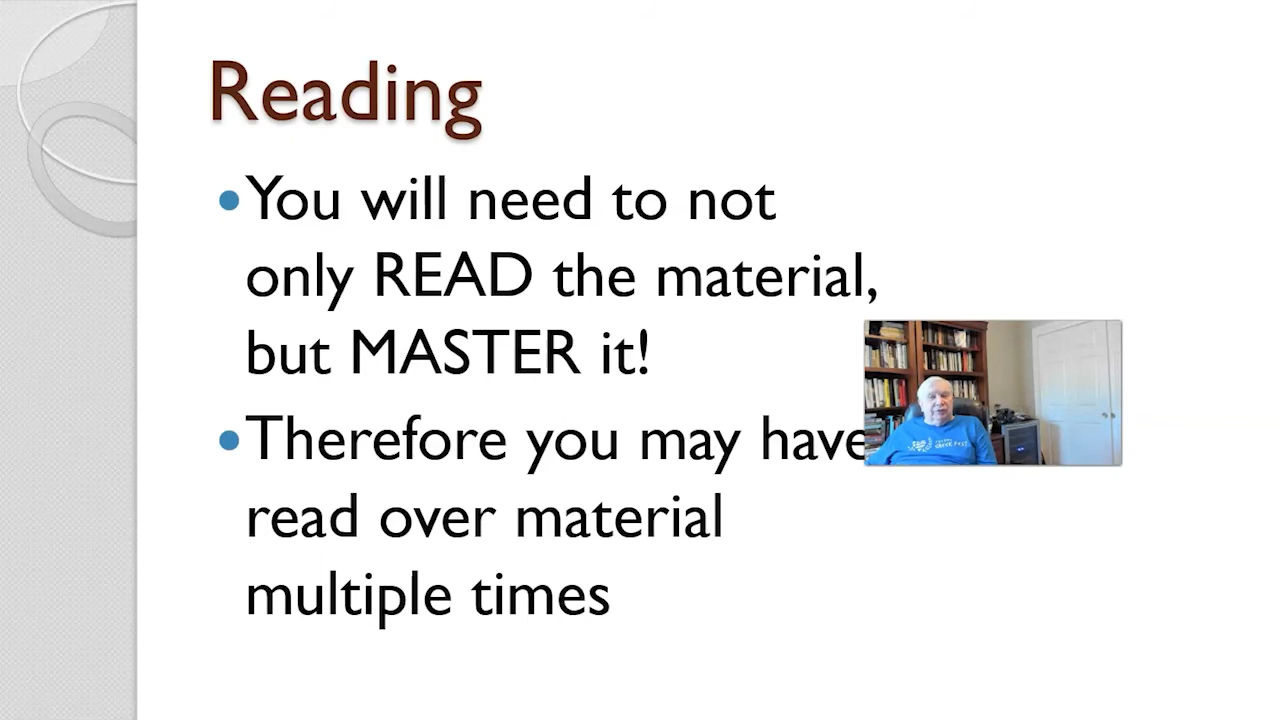 Reading
You will need to not
only READ the material,
but MASTER it!
Therefore you may have
read over material
multiple times